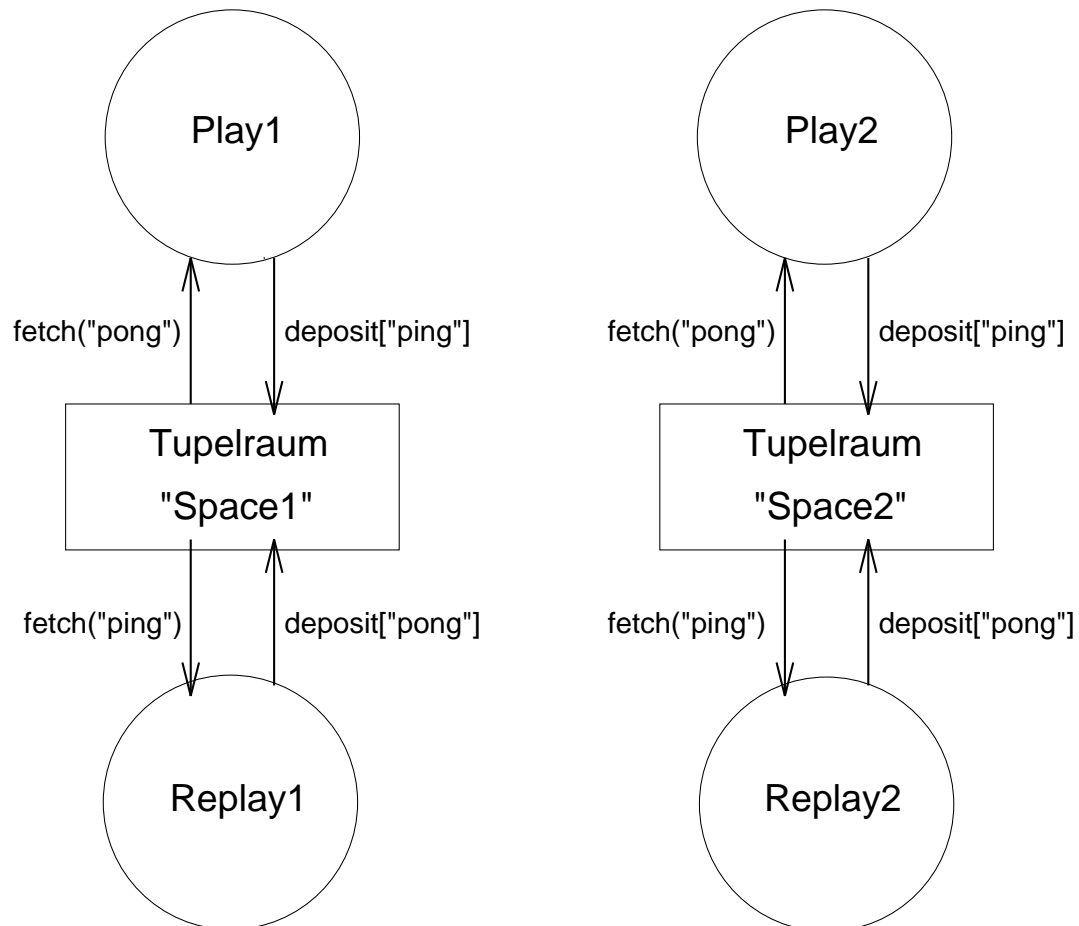 Play1
Play2
fetch("pong")
deposit["ping"]
fetch("pong")
deposit["ping"]
Tupelraum
"Space1"
Tupelraum
"Space2"
fetch("ping")
deposit["pong"]
fetch("ping")
deposit["pong"]
Replay1
Replay2